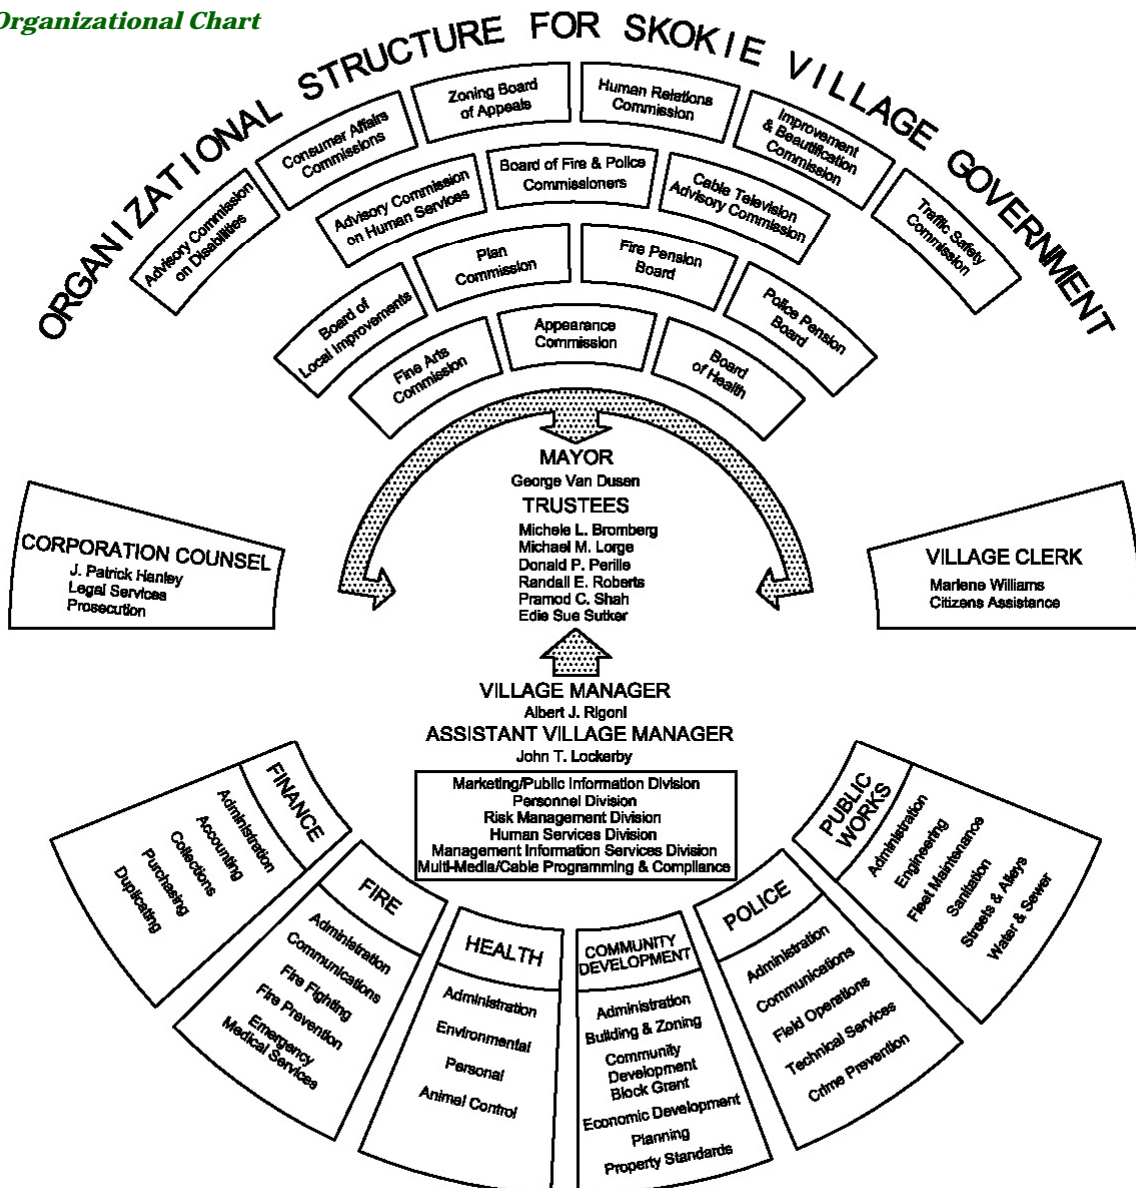 Organizational Chart
ORGANIZATIONAL STRUCTURE FOR SKOKIE VILLAGE GOVERNMENT
Advisory Commission
on Disabilities
Consumer Affairs
Commissions
Zoning Board
of Appeals
Human Relations
Commission
Improvement
& Beautification
Commission
Traffic Safety
Commission
Advisory Commission
on Human Services
Board of Fire & Police
Commissioners
Cable Television
Advisory Commission
Board of
Local Improvements
Plan
Commission
Fire Pension
Board
Police Pension
Board
Fine Arts
Commission
Appearance
Commission
Board
of Health
MAYOR
George Van Dusen
TRUSTEES
Michele L. Bromberg
Michael M. Lorge
Donald P. Perille
Randall E. Roberts
Pramod C. Shah
Edie Sue Sutker
CORPORATION COUNSEL
J. Patrick Hanley
Legal Services
Prosecution
VILLAGE CLERK
Marlene Williams
Citizens Assistance
VILLAGE MANAGER
Albert J. Rigoni
ASSISTANT VILLAGE MANAGER
John T. Lockerby
Marketing/Public Information Division
Personnel Division
Risk Management Division
Human Services Division
Management Information Services Division
Multi-Media/Cable Programming & Compliance
FINANCE
Administration
Accounting
Collections
Purchasing
Duplicating
FIRE
Administration
Communications
Fire Fighting
Fire Prevention
Emergency
Medical Services
HEALTH
Administration
Environmental
Personal
Animal Control
COMMUNITY
DEVELOPMENT
Administration
Building & Zoning
Community
Development
Block Grant
Economic Development
Planning
Property Standards
POLICE
Administration
Communications
Field Operations
Technical Services
Crime Prevention
PUBLIC
WORKS
Administration
Engineering
Fleet Maintenance
Sanitation
Streets & Alleys
Water & Sewer